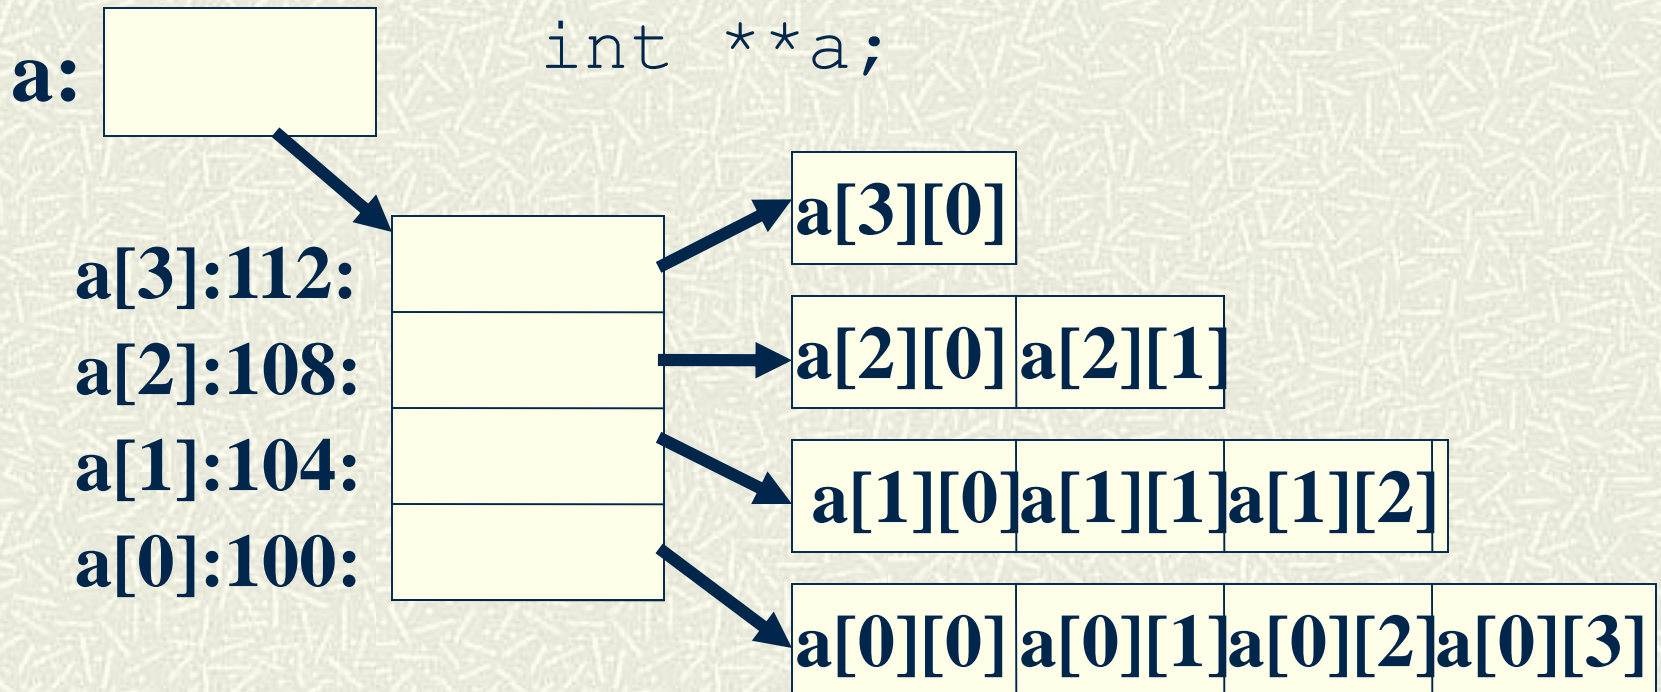 a:
int **a;
a[3][0]
a[3]:112:
a[2]:108:
a[2][0] a[2][1]
a[1]:104:
a[1][0] a[1][1] a[1][2]
a[0]:100:
a[0][0] a[0][1] a[0][2] a[0][3]